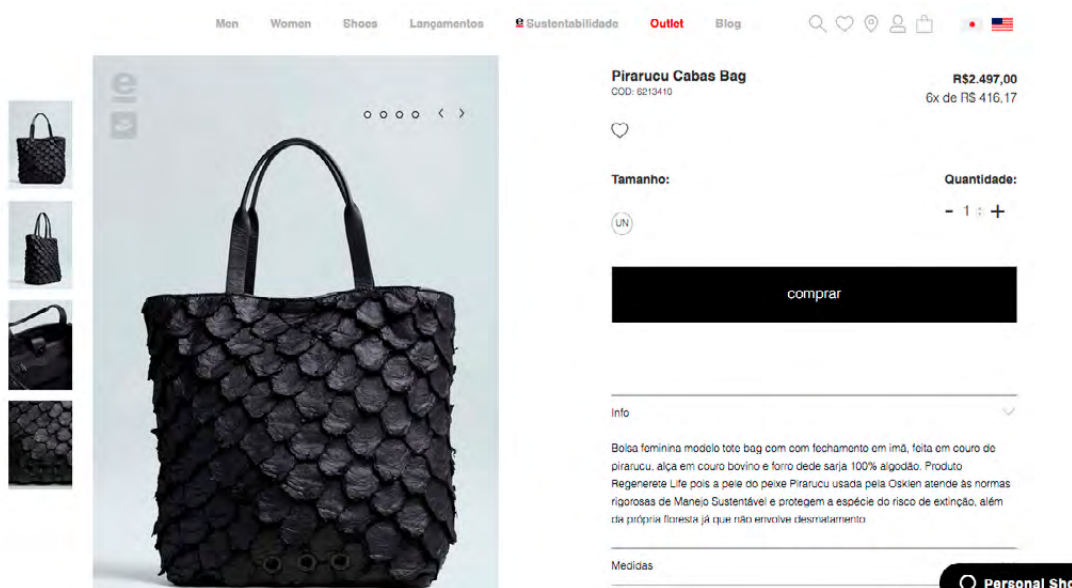 Men Women Shoes Lançamentos e Sustentabilidade Outlet Blog
e
Pirarucu Cabas Bag
R$2.497,00
COD: 6213410
6x de R$ 416,17
Tamanho:
Quantidade:
UN
- 1 +
comprar
Info
Bolsa feminina modelo tote bag com com fechamento em imã, feita em couro de
pirarucu, alça em couro bovino e forro dede sarja 100% algodão. Produto
Regenerete Life pois a pele do peixe Pirarucu usada pela Osklen atende às normas
rigorosas de Manejo Sustentável e protegem a espécie do risco de extinção, além
da própria floresta já que não envolve desmatamento
Medidas
Personal Sho